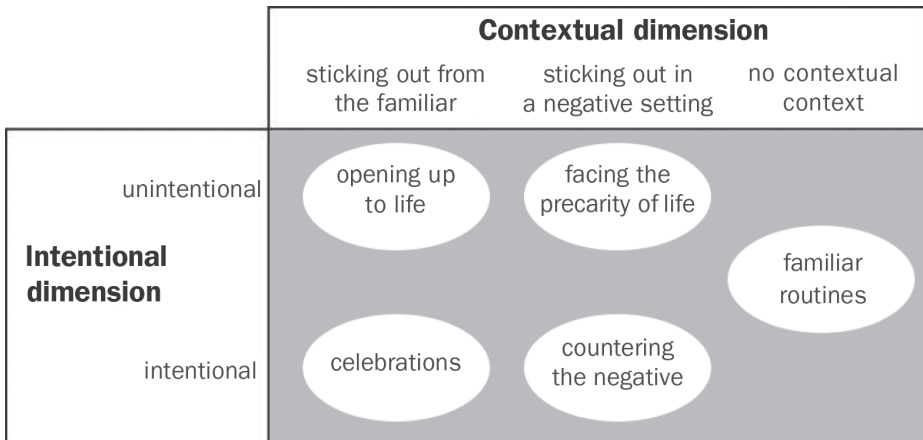 Contextual dimension
sticking out from
the familiar
sticking out in
a negative setting
no contextual
context
unintentional
opening up
to life
facing the
precarity of life
Intentional
dimension
familiar
routines
intentional
celebrations
countering
the negative